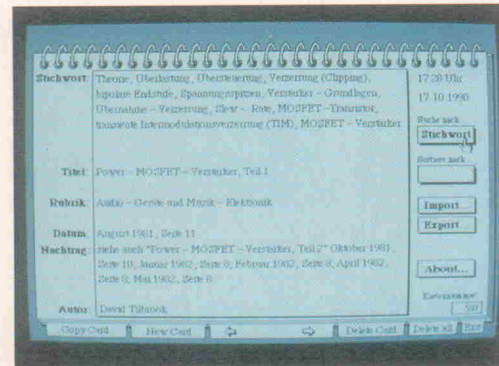 Stichwort: Theorie, Überlastung, Übersteuerung, Verzerrung (Clipping),
bipolare Endstufe, Spannungsspitzen, Verstärker - Grundlagen,
Übernahme - Verzerrung, Slew - Rate, MOSFET-Transistor,
transiente Intermodulationsverzerrung (TIM), MOSFET - Verstärker
Titel: Power - MOSFET-Verstärker, Teil 1
Rubrik: Audio - Geräte und Musik - Elektronik
Datum: August 1981, Seite 11
Nachtrag: siehe auch "Power - MOSFET - Verstärker, Teil 2" Oktober 1981,
Seite 10, Januar 1982, Seite 8, Februar 1982, Seite 8, April 1982,
Seite 8, Mai 1982, Seite 8
Autor: David Tilbrook
17:28 Uhr
17.10.1990
Suche nach
Stichwort
Sortiere nach
Import...
Export...
About...
Kartennummer
Copy Card
New Card
Delete Card
Delete all